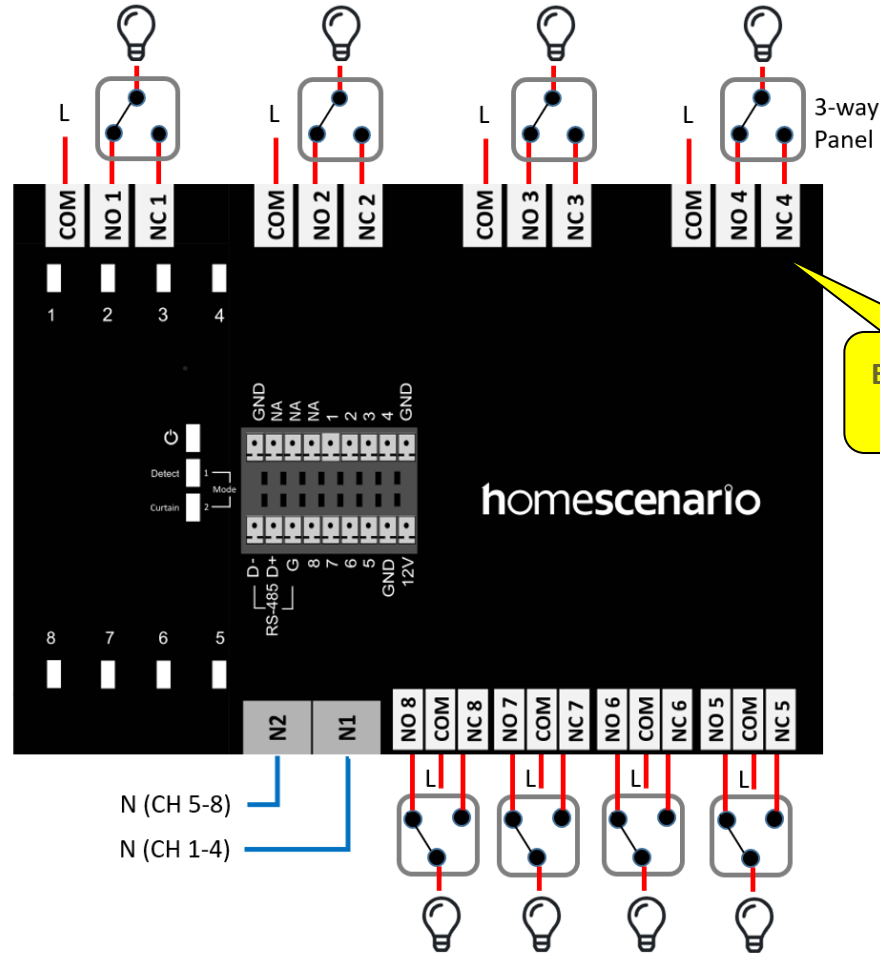 L
L
L
L
3-way
Panel
COM
NO 1
NC 1
COM
NO 2
NC 2
COM
NO 3
NC 3
COM
NO 4
NC 4
1
2
3
4
GND
NA
NA
NA
1
2
3
4
GND
Detect
1
Mode
Curtain
2
homescenario
D-
D+
G
8
7
6
5
GND
12V
RS-485
8
7
6
5
N2
N1
NO 8
COM
NC 8
NO 7
COM
NC 7
NO 6
COM
NC 6
NO 5
COM
NC 5
L
L
L
L
N (CH 5-8)
N (CH 1-4)